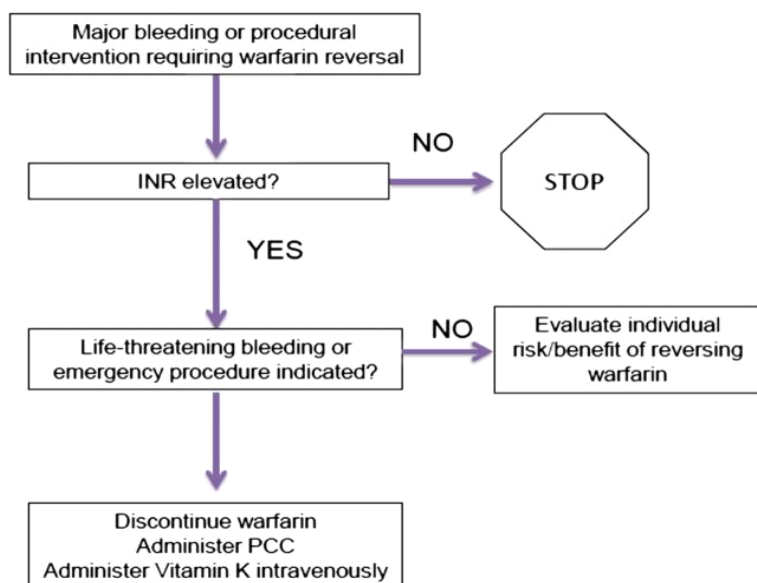 Major bleeding or procedural
intervention requiring warfarin reversal
NO
INR elevated?
STOP
YES
NO
Life-threatening bleeding or
emergency procedure indicated?
Evaluate individual
risk/benefit of reversing
warfarin
Discontinue warfarin
Administer PCC
Administer Vitamin K intravenously